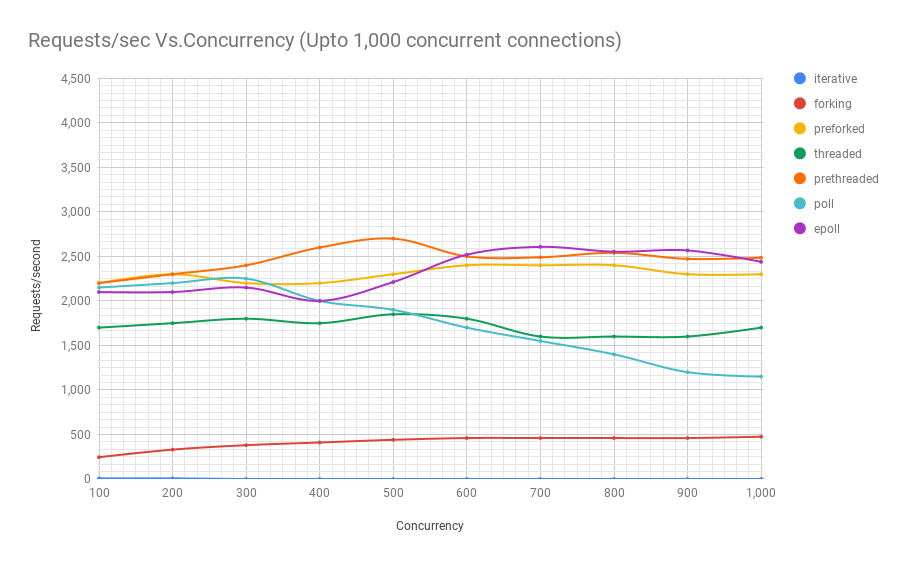 Requests/sec Vs.Concurrency (Upto 1,000 concurrent connections)
4,500
4,000
3,500
3,000
2,500
2,000
1,500
1,000
500
0
Requests/second
100 200 300 400 500 600 700 800 900 1,000
Concurrency
iterative
forking
preforked
threaded
prethreaded
poll
epoll